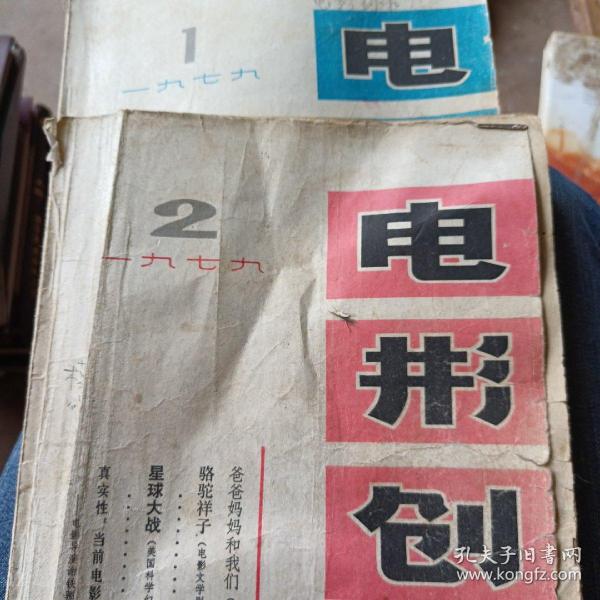 1
一九七九
电
2
一九七九
电
形
创
爸爸妈妈和我们
骆驼祥子（电影文学
星球大战（美国科学幻
真实性：当前电影
孔夫子旧书网
www.kongfz.com